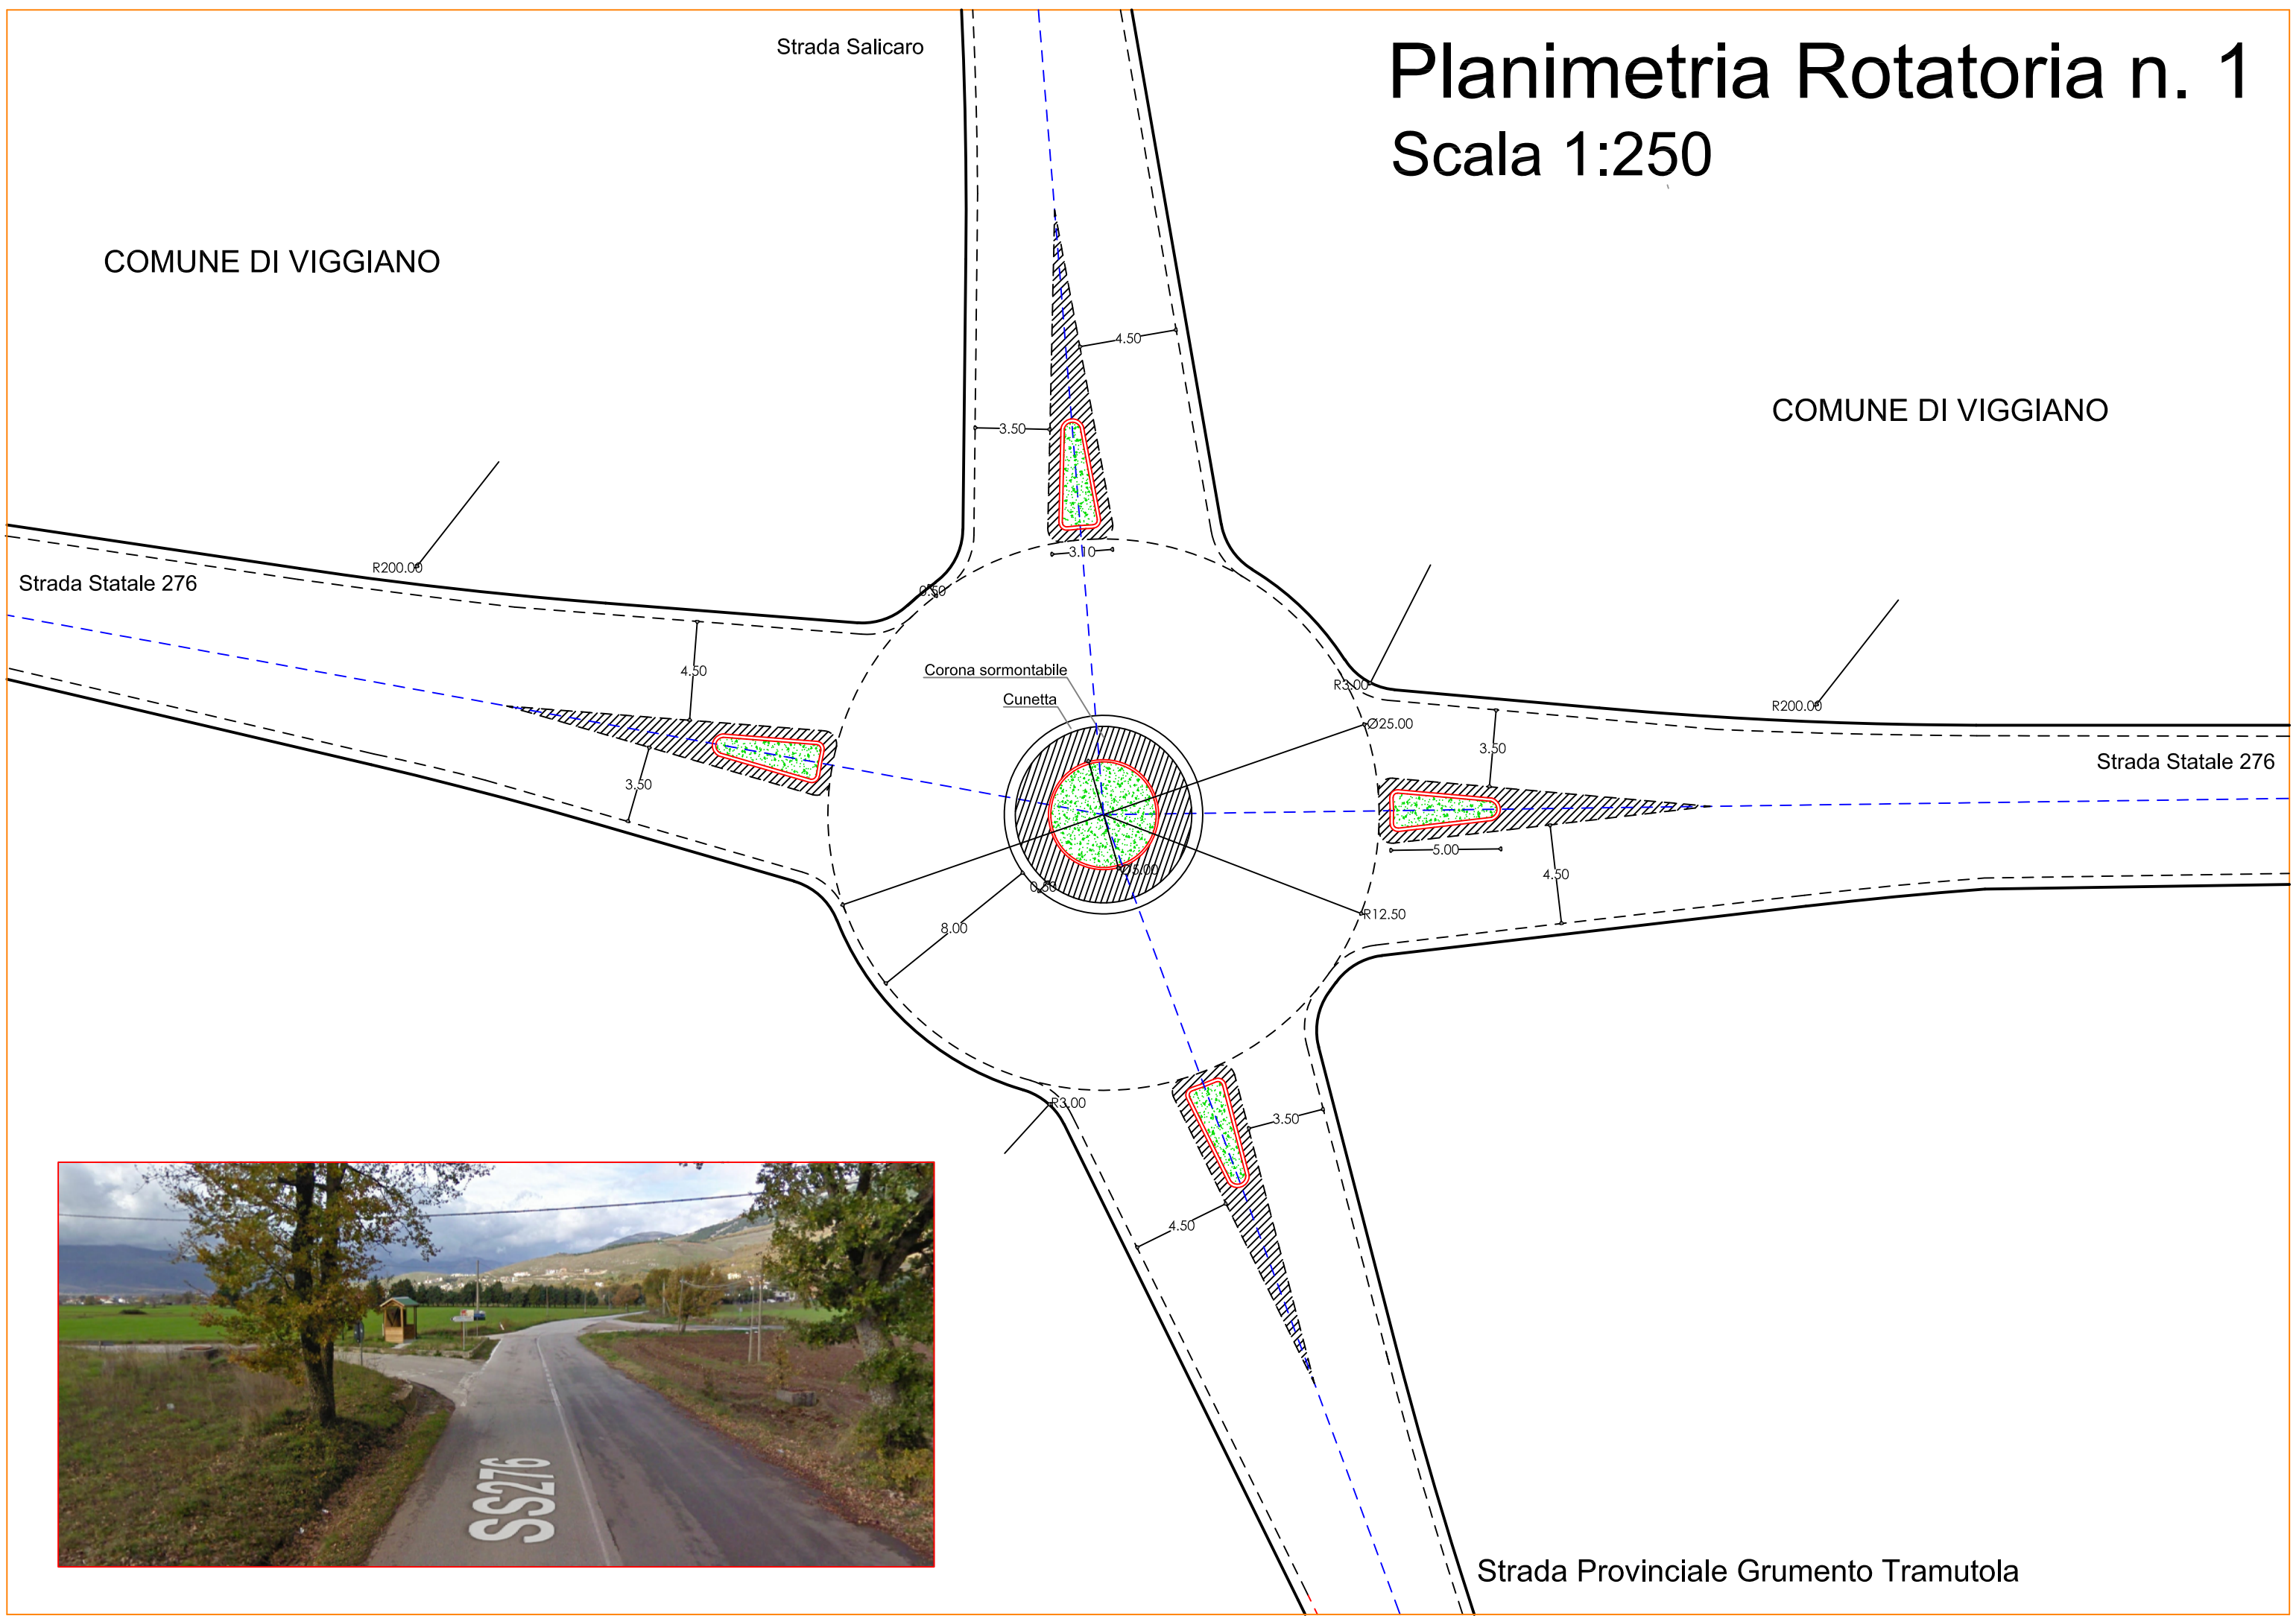 Strada Salicaro
Planimetria Rotatoria n. 1
Scala 1:250
COMUNE DI VIGGIANO
COMUNE DI VIGGIANO
4.50
3.50
3.10
R200.00
Strada Statale 276
0.50
4.50
3.50
Corona sormontabile
Cunetta
R3.00
R200.00
Ø25.00
3.50
Strada Statale 276
5.00
4.50
Ø5.00
0.50
R12.50
8.00
R3.00
3.50
4.50
SS276
Strada Provinciale Grumento Tramutola